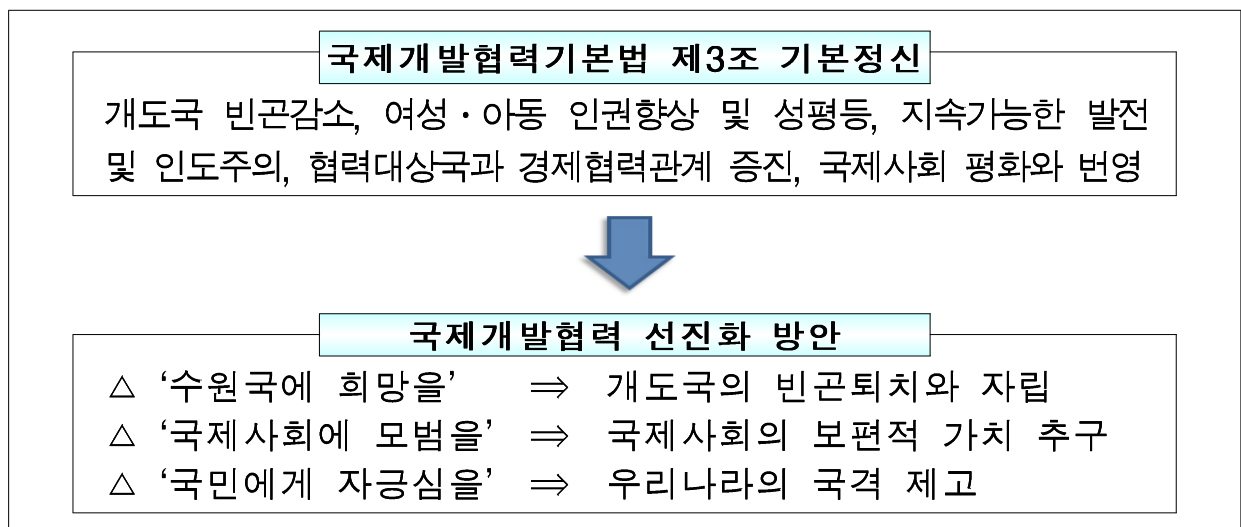 국제개발협력기본법 제3조 기본정신
개도국 빈곤감소, 여성·아동 인권향상 및 성평등, 지속가능한 발전
및 인도주의, 협력대상국과 경제협력관계 증진, 국제사회 평화와 번영
국제개발협력 선진화 방안
△ ‘수원국에 희망을’ ⇒ 개도국의 빈곤퇴치와 자립
△ ‘국제사회에 모범을’ ⇒ 국제사회의 보편적 가치 추구
△ ‘국민에게 자긍심을’ ⇒ 우리나라의 국격 제고